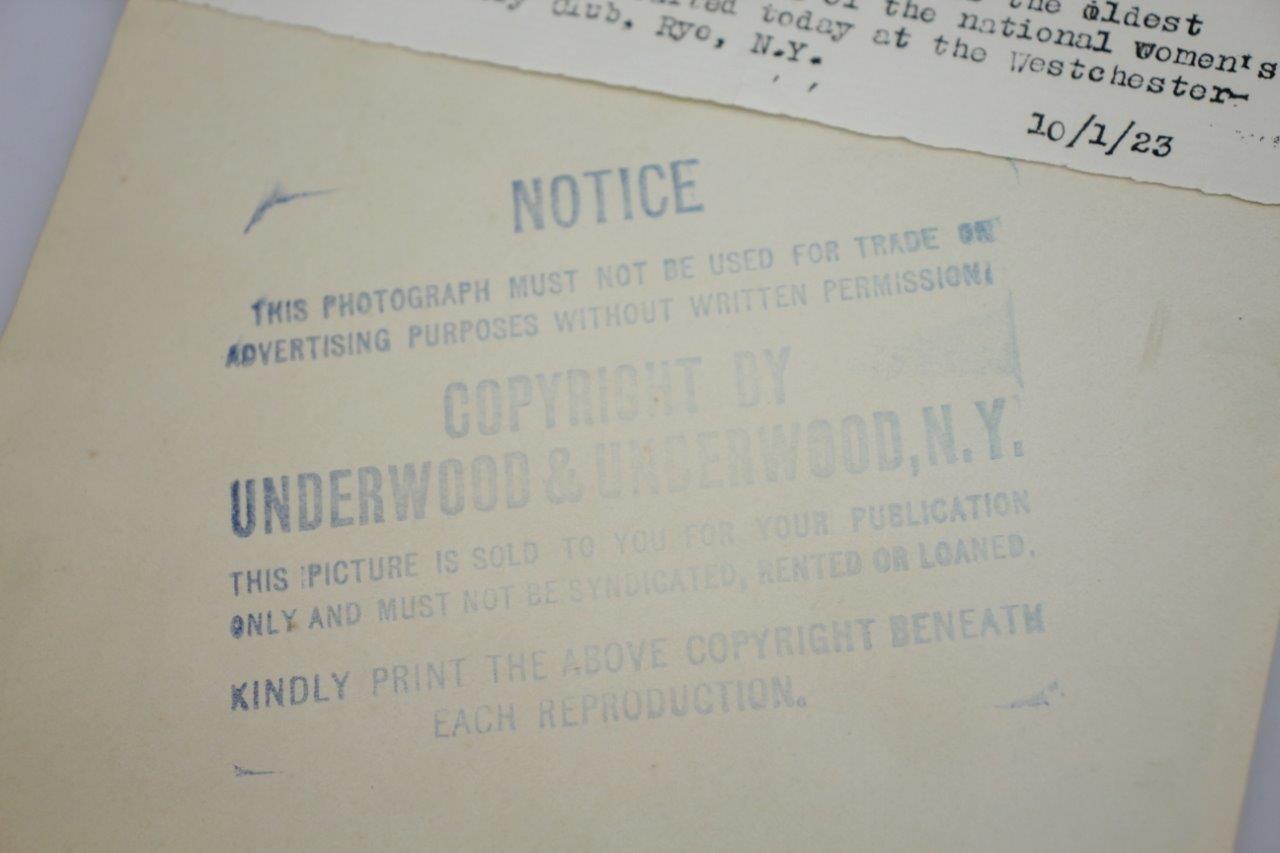 the oldest
of the national women's
today at the Westchester-
club, Rye, N.Y.
10/1/23
NOTICE
THIS PHOTOGRAPH MUST NOT BE USED FOR TRADE OR
ADVERTISING PURPOSES WITHOUT WRITTEN PERMISSION.
COPYRIGHT BY
UNDERWOOD & UNDERWOOD, N.Y.
THIS PICTURE IS SOLD TO YOU FOR YOUR PUBLICATION
ONLY AND MUST NOT BE SYNDICATED, RENTED OR LOANED.
KINDLY PRINT THE ABOVE COPYRIGHT BENEATH
EACH REPRODUCTION.